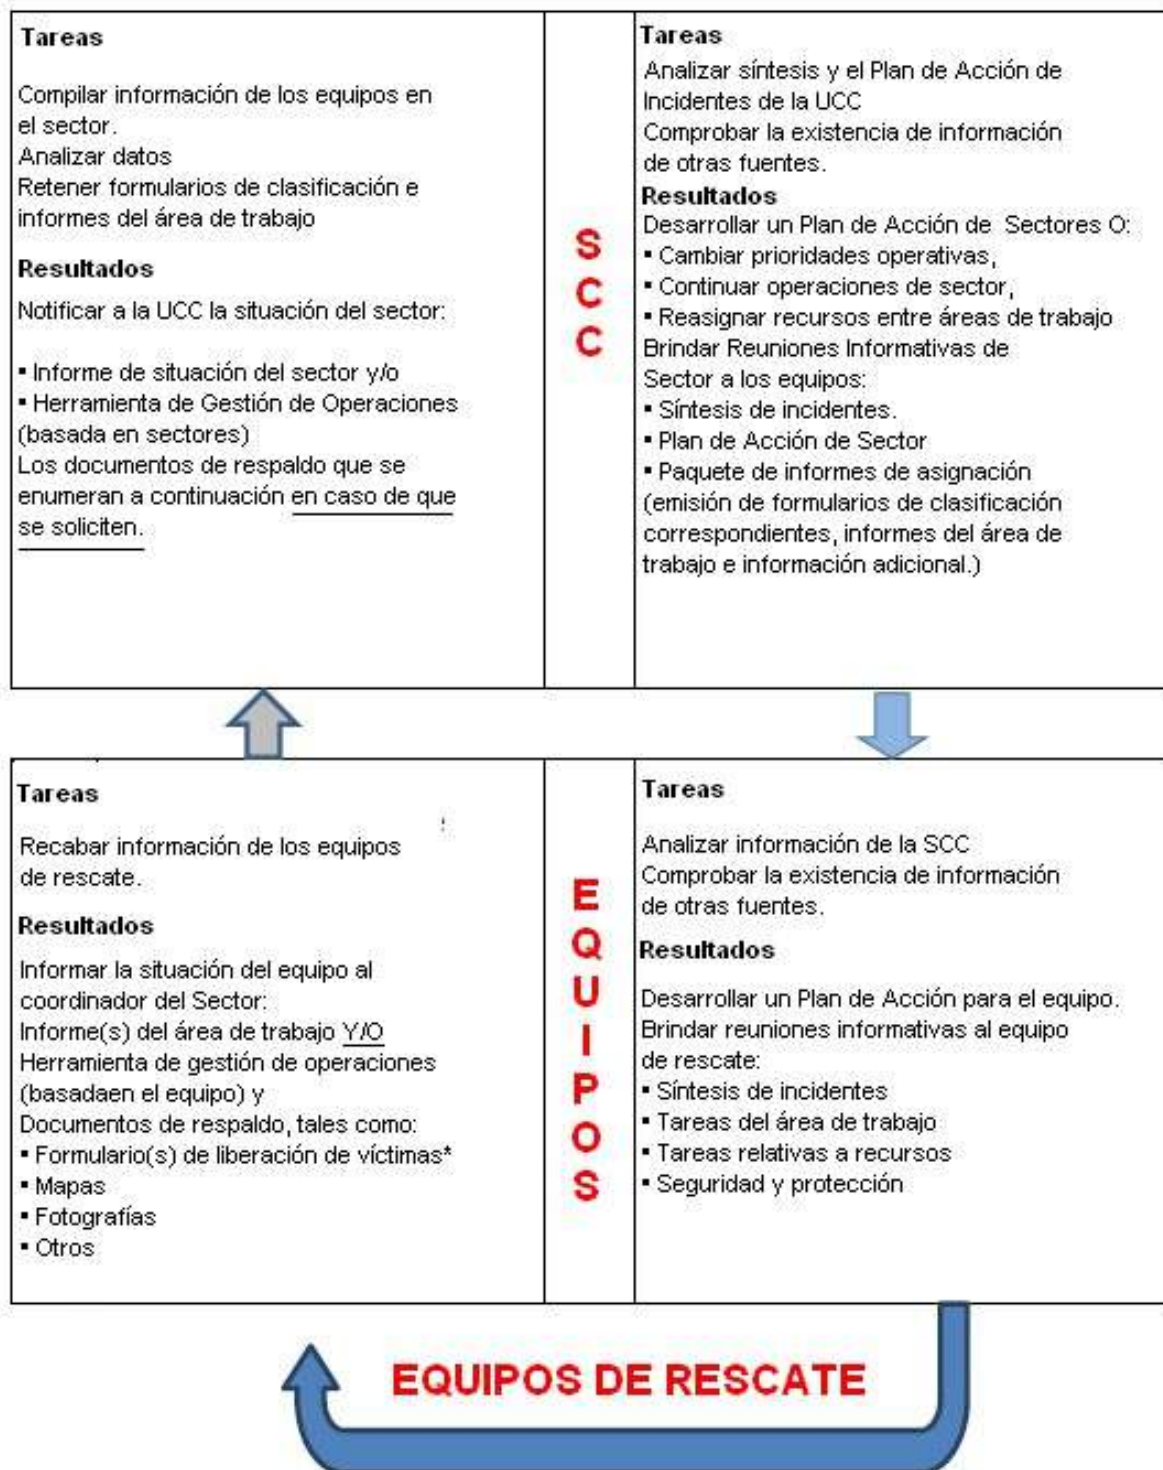 Tareas
Compilar información de los equipos en
el sector.
Analizar datos
Retener formularios de clasificación e
informes del área de trabajo
Resultados
Notificar a la UCC la situación del sector:
▪ Informe de situación del sector y/o
▪ Herramienta de Gestión de Operaciones
(basada en sectores)
Los documentos de respaldo que se
enumeran a continuación en caso de que
se soliciten.
S
C
C
Tareas
Analizar síntesis y el Plan de Acción de
Incidentes de la UCC
Comprobar la existencia de información
de otras fuentes.
Resultados
Desarrollar un Plan de Acción de Sectores O:
▪ Cambiar prioridades operativas,
▪ Continuar operaciones de sector,
▪ Reasignar recursos entre áreas de trabajo
Brindar Reuniones Informativas de
Sector a los equipos:
▪ Síntesis de incidentes.
▪ Plan de Acción de Sector
▪ Paquete de informes de asignación
(emisión de formularios de clasificación
correspondientes, informes del área de
trabajo e información adicional.)
Tareas
Recabar información de los equipos
de rescate.
Resultados
Informar la situación del equipo al
coordinador del Sector:
Informe(s) del área de trabajo Y/O
Herramienta de gestión de operaciones
(basadaen el equipo) y
Documentos de respaldo, tales como:
▪ Formulario(s) de liberación de víctimas*
▪ Mapas
▪ Fotografías
▪ Otros
E
Q
U
I
P
O
S
Tareas
Analizar información de la SCC
Comprobar la existencia de información
de otras fuentes.
Resultados
Desarrollar un Plan de Acción para el equipo.
Brindar reuniones informativas al equipo
de rescate:
▪ Síntesis de incidentes
▪ Tareas del área de trabajo
▪ Tareas relativas a recursos
▪ Seguridad y protección
EQUIPOS DE RESCATE